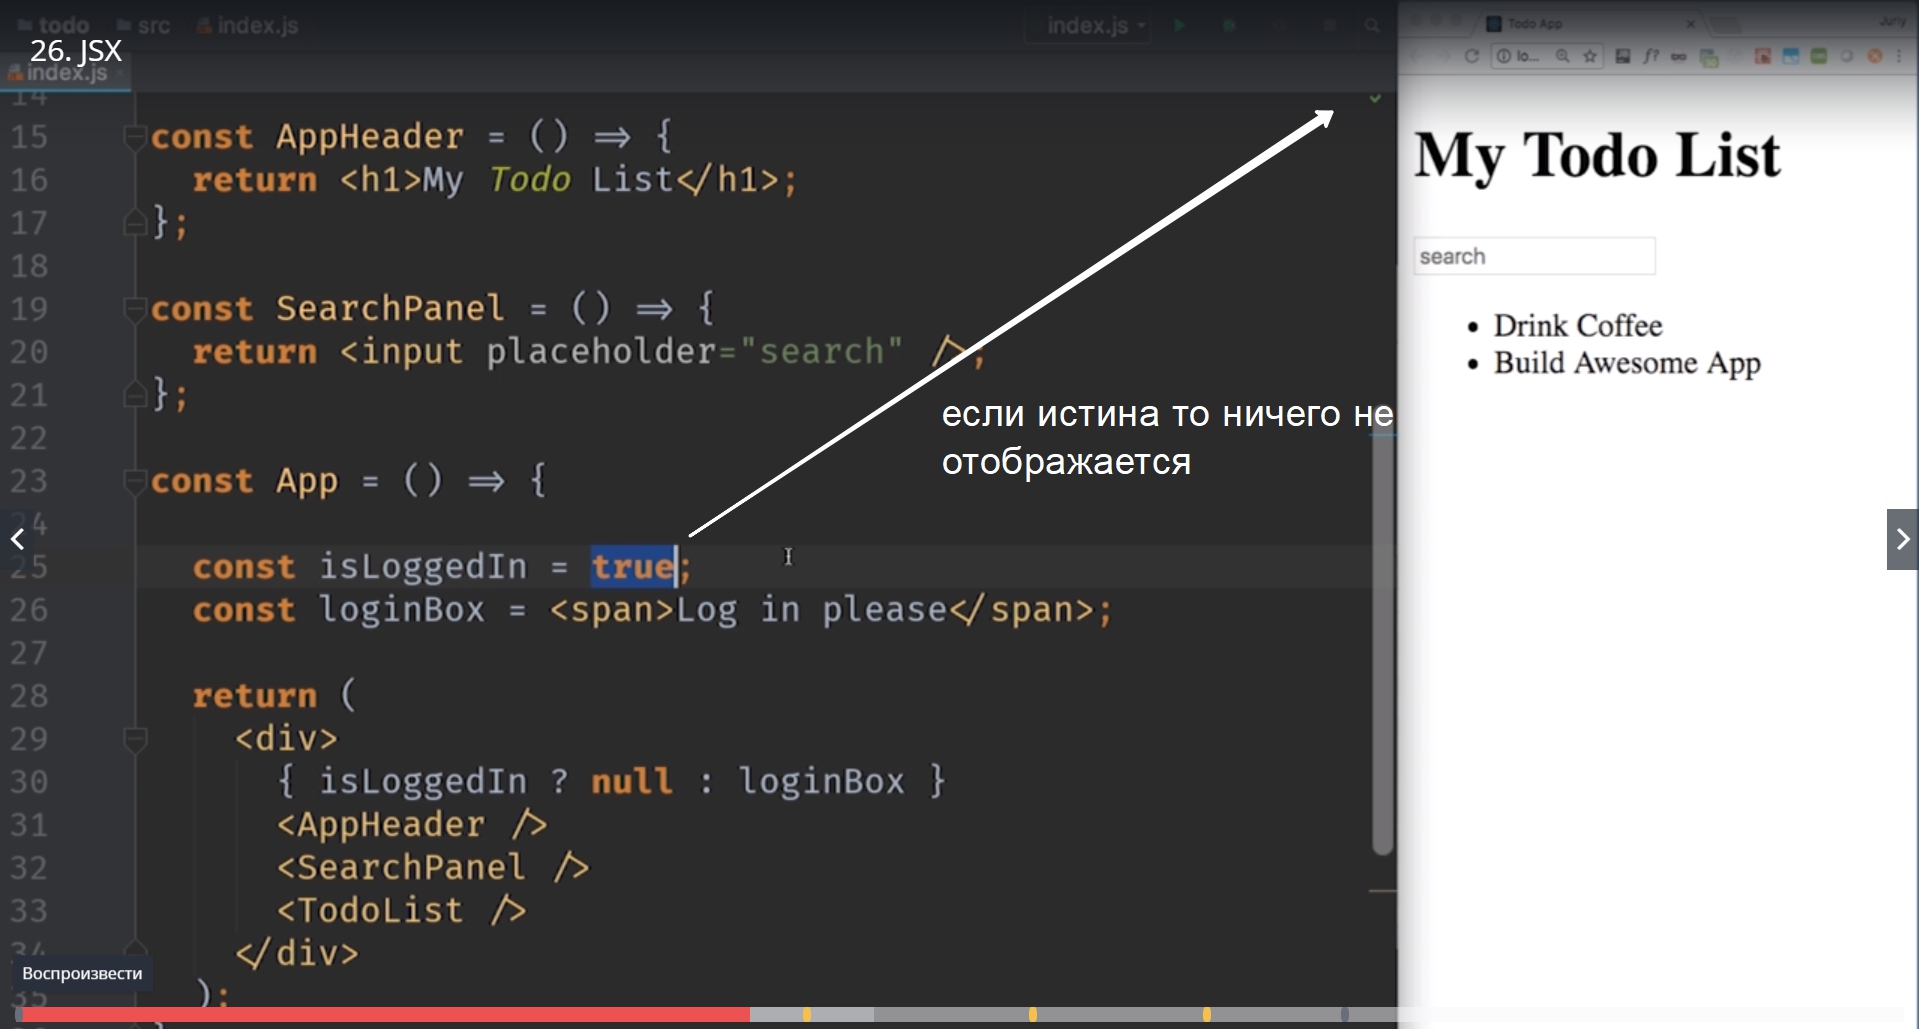 todo src index.js index.js
26. JSX
index.js
14
15 const AppHeader = () => {
16 return <h1>My Todo List</h1>;
17 };
18
19 const SearchPanel = () => {
20 return <input placeholder="search" />;
21 };
22
23 const App = () => {
24
25 const isLoggedIn = true;
26 const loginBox = <span>Log in please</span>;
27
28 return (
29 <div>
30 { isLoggedIn ? null : loginBox }
31 <AppHeader />
32 <SearchPanel />
33 <TodoList />
34 </div>
35 );
если истина то ничего не
отображается
Воспроизвести
Todo App
lo... f?
My Todo List
search
• Drink Coffee
• Build Awesome App